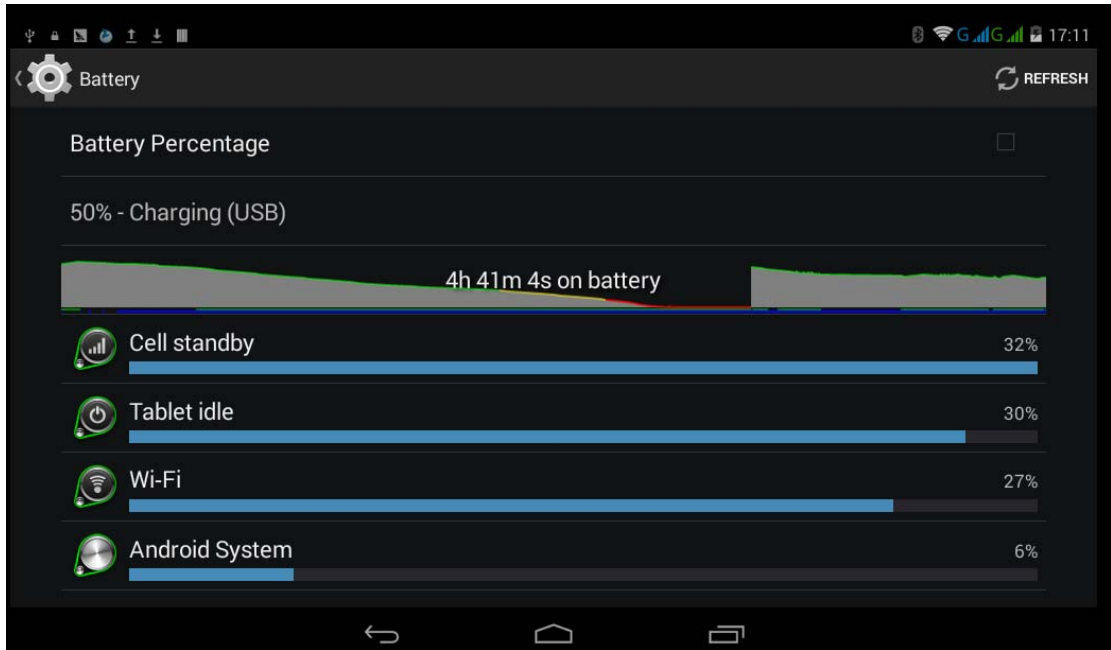 G G 17:11
Battery REFRESH
Battery Percentage
50% - Charging (USB)
4h 41m 4s on battery
Cell standby 32%
Tablet idle 30%
Wi-Fi 27%
Android System 6%